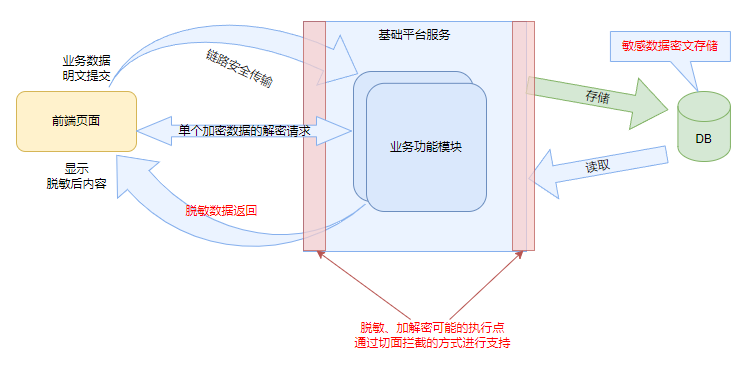 基础平台服务
敏感数据密文存储
业务数据
明文提交
链路安全传输
存储
前端页面
单个加密数据的解密请求
业务功能模块
DB
读取
显示
脱敏后内容
脱敏数据返回
脱敏、加解密可能的执行点
通过切面拦截的方式进行支持